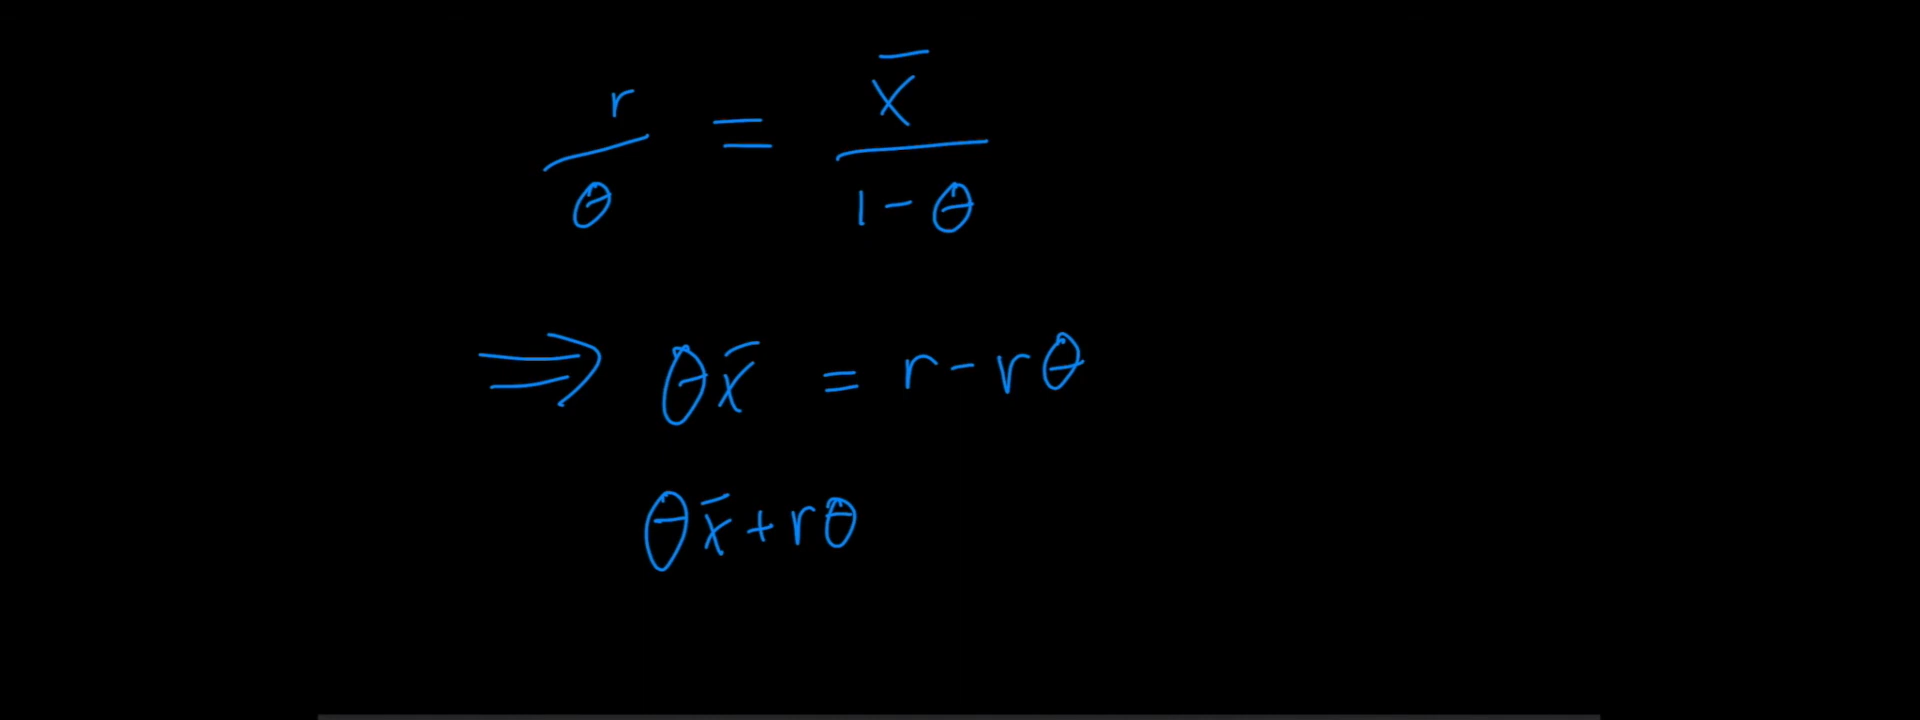 r/θ = x̄/(1-θ)
⇒ θx̄ = r-rθ
θx̄+rθ